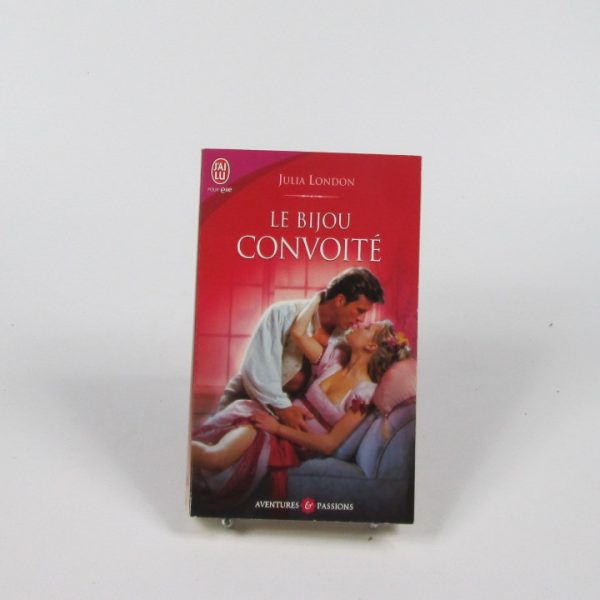 J'AI
LU
POUR elle
JULIA LONDON
LE BIJOU
CONVOITÉ
AVENTURES & PASSIONS